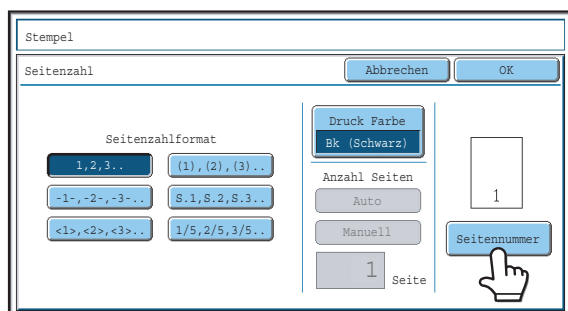 Stempel
Seitenzahl
Abbrechen
OK
Seitenzahlformat
1,2,3..
(1),(2),(3)..
-1-,-2-,-3-..
S.1,S.2,S.3..
<1>,<2>,<3>..
1/5,2/5,3/5..
Druck Farbe
Bk (Schwarz)
Anzahl Seiten
Auto
Manuell
1 Seite
1
Seitennummer